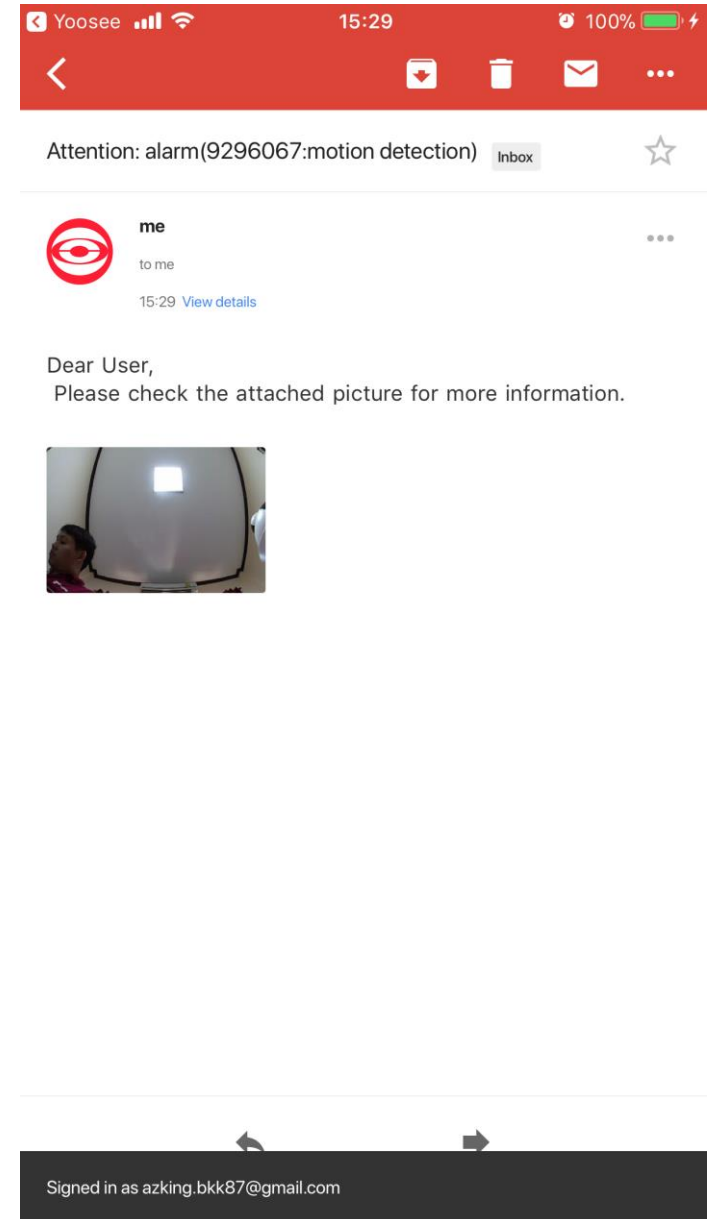 Yoosee 15:29 100%
Attention: alarm(9296067:motion detection) Inbox
me
to me
15:29 View details
Dear User,
Please check the attached picture for more information.
Signed in as azking.bkk87@gmail.com